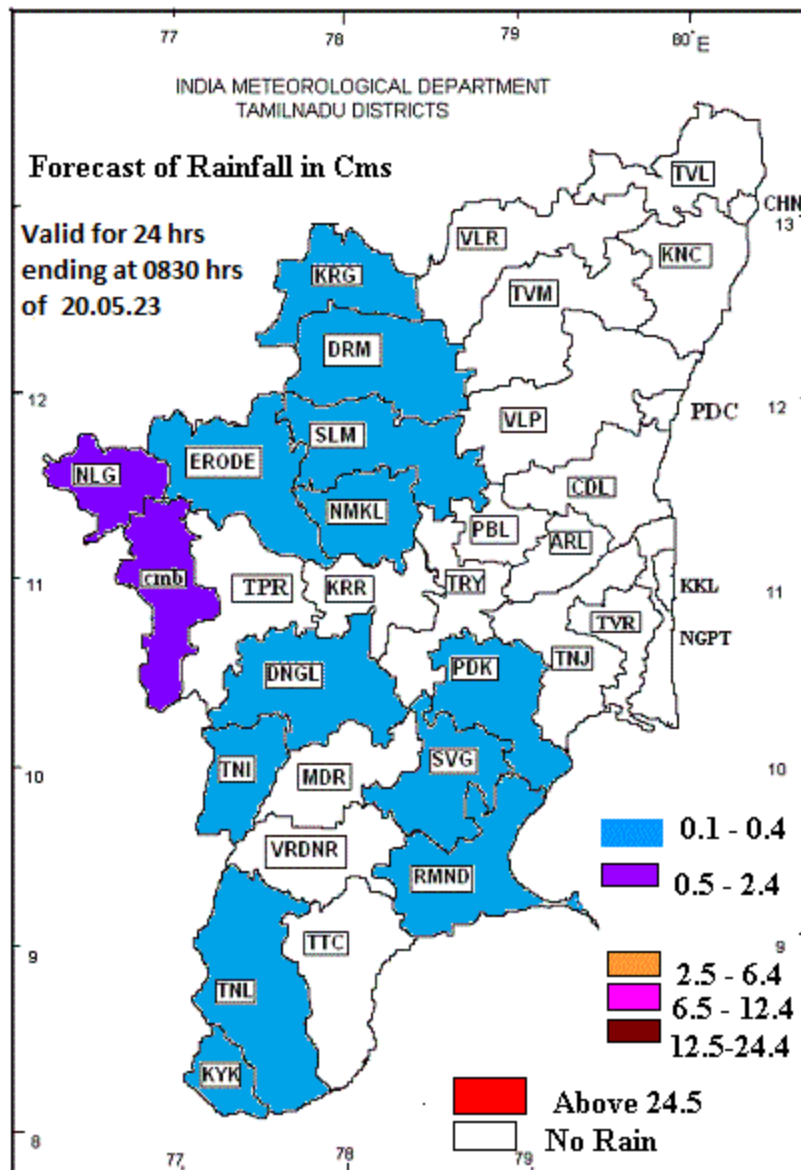 77 78 79 80°E
INDIA METEOROLOGICAL DEPARTMENT
TAMILNADU DISTRICTS
Forecast of Rainfall in Cms
TVL
CHN
13
Valid for 24 hrs
ending at 0830 hrs
of 20.05.23
VLR
KNC
KRG
TVM
DRM
12
12
PDC
VLP
SLM
ERODE
NLG
CDL
NMKL
PBL
ARL
11
cmb
TPR
KRR
TRY
KKL
11
TVR
NGPT
TNJ
DNGL
PDK
10
TNI
MDR
SVG
10
0.1 - 0.4
VRDNR
RMND
0.5 - 2.4
9
TTC
9
2.5 - 6.4
TNL
6.5 - 12.4
12.5-24.4
KYK
Above 24.5
8
No Rain
77 78 79